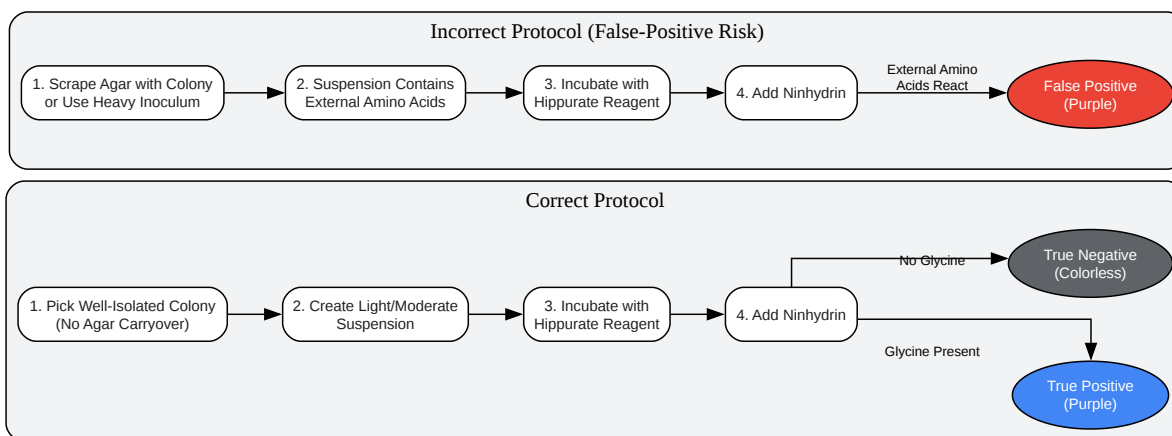 Incorrect Protocol (False-Positive Risk)
1. Scrape Agar with Colony
or Use Heavy Inoculum
2. Suspension Contains
External Amino Acids
3. Incubate with
Hippurate Reagent
4. Add Ninhydrin
External Amino
Acids React
False Positive
(Purple)
Correct Protocol
1. Pick Well-Isolated Colony
(No Agar Carryover)
2. Create Light/Moderate
Suspension
3. Incubate with
Hippurate Reagent
4. Add Ninhydrin
No Glycine
True Negative
(Colorless)
Glycine Present
True Positive
(Purple)